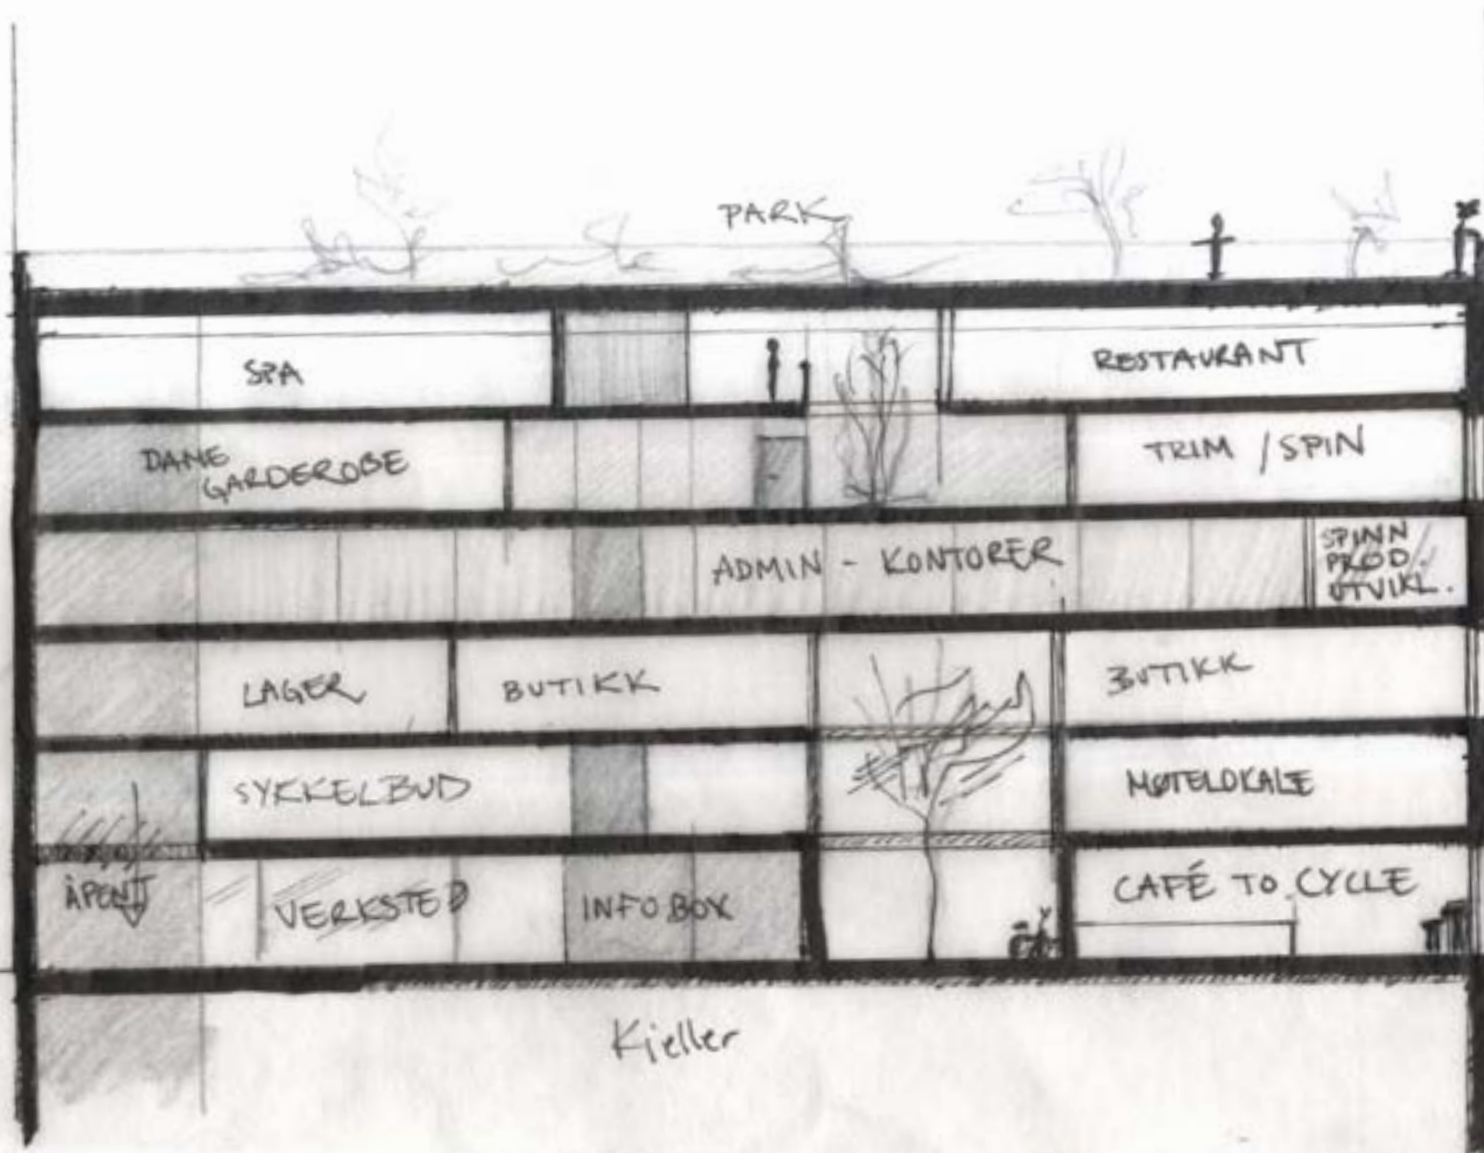 PARK
SPA
RESTAURANT
DAME
GARDEROBE
TRIM / SPIN
ADMIN - KONTORER
SPINN
PROD.
UTVIKL.
LAGER
BUTIKK
BUTIKK
SYKKELBUD
MØTELOKALE
ÅPENT
VERKSTED
INFO BOX
CAFÉ TO CYCLE
Kjeller